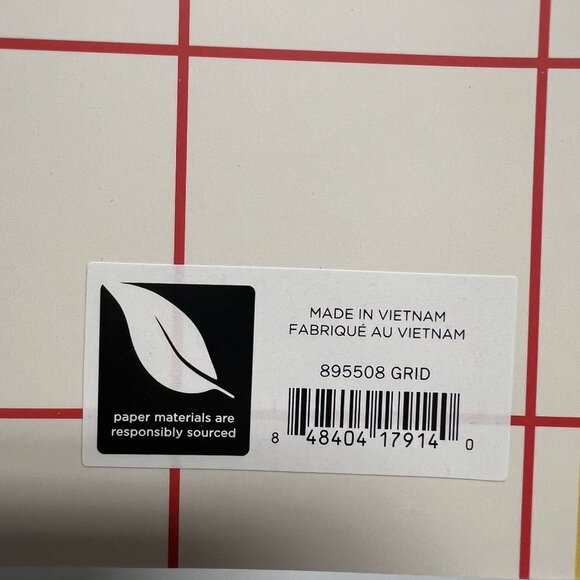 paper materials are
responsibly sourced
MADE IN VIETNAM
FABRIQUÉ AU VIETNAM
895508 GRID
8 48404 17914 0